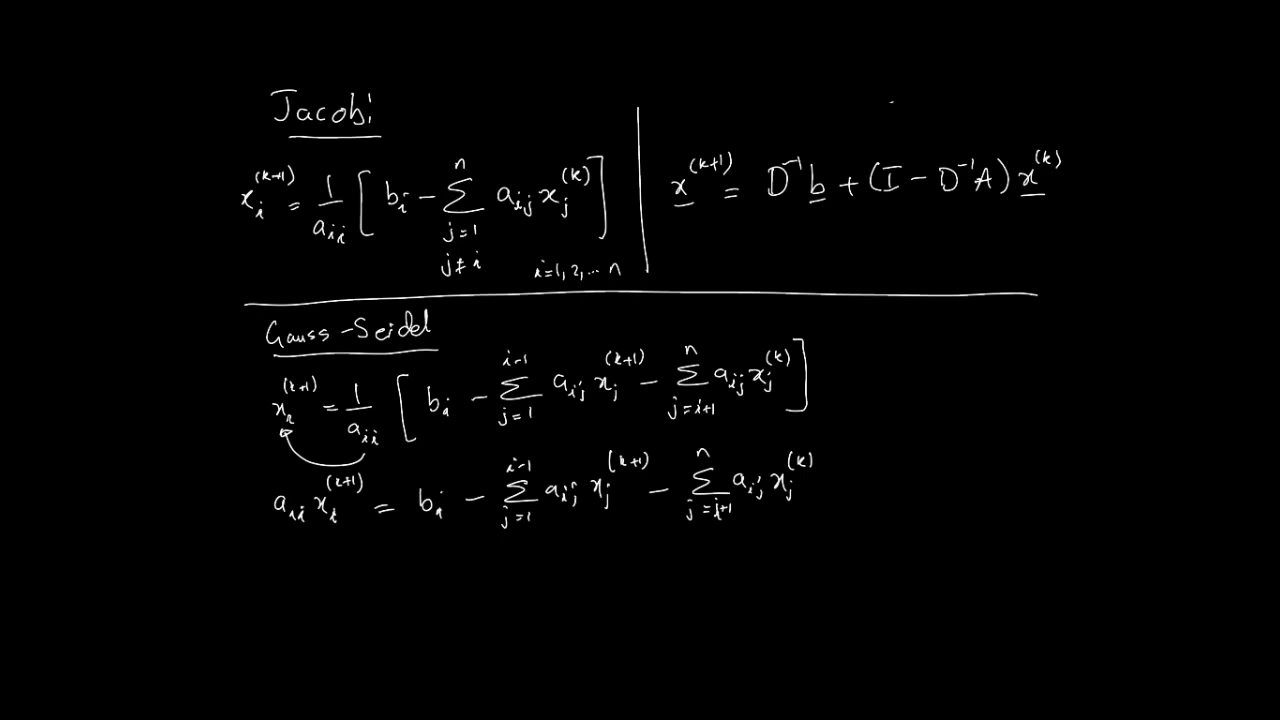 Jacobi
x_i^(k+1) = 1/a_ii [ b_i - Σ_{j=1, j≠i}^{n} a_ij x_j^(k) ]
i=1, 2, ... n
x^(k+1) = D^-1 b + (I - D^-1 A) x^(k)
Gauss-Seidel
x_i^(k+1) = 1/a_ii [ b_i - Σ_{j=1}^{i-1} a_ij x_j^(k+1) - Σ_{j=i+1}^{n} a_ij x_j^(k) ]
a_ii x_i^(k+1) = b_i - Σ_{j=1}^{i-1} a_ij x_j^(k+1) - Σ_{j=i+1}^{n} a_ij x_j^(k)